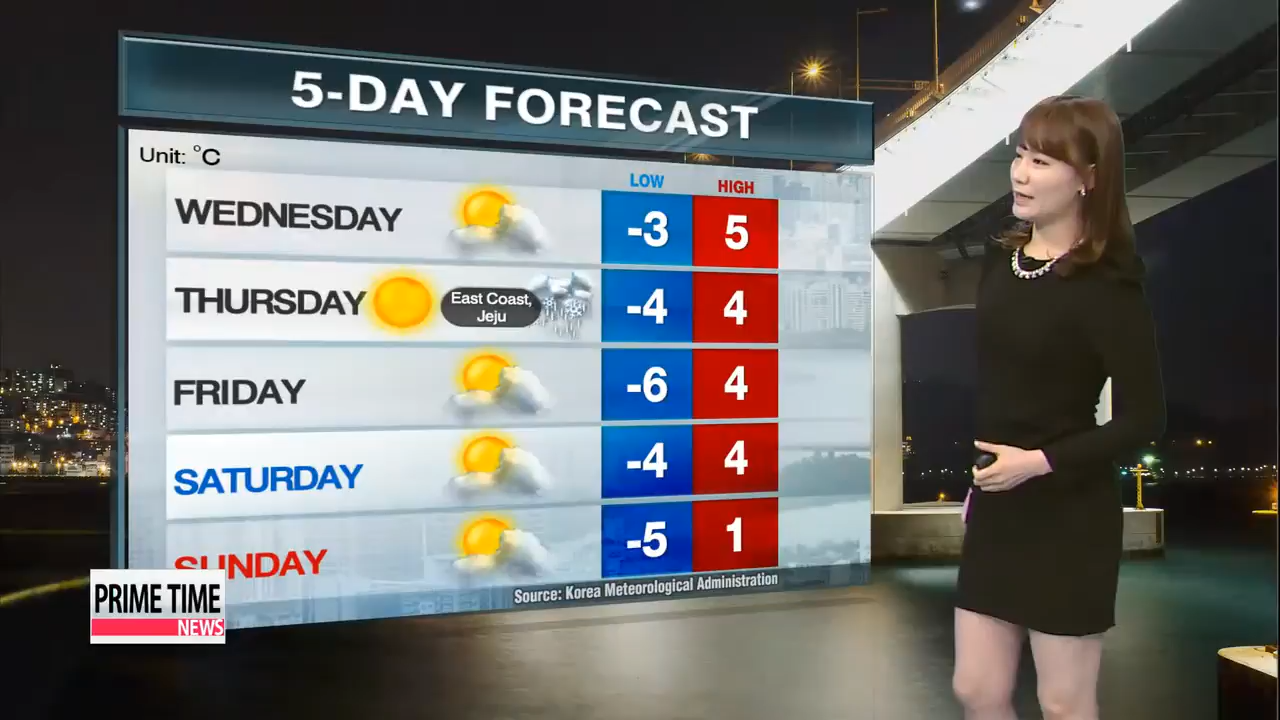 5-DAY FORECAST
Unit: °C
LOW HIGH
WEDNESDAY -3 5
THURSDAY East Coast, Jeju -4 4
FRIDAY -6 4
SATURDAY -4 4
SUNDAY -5 1
Source: Korea Meteorological Administration
PRIME TIME
NEWS